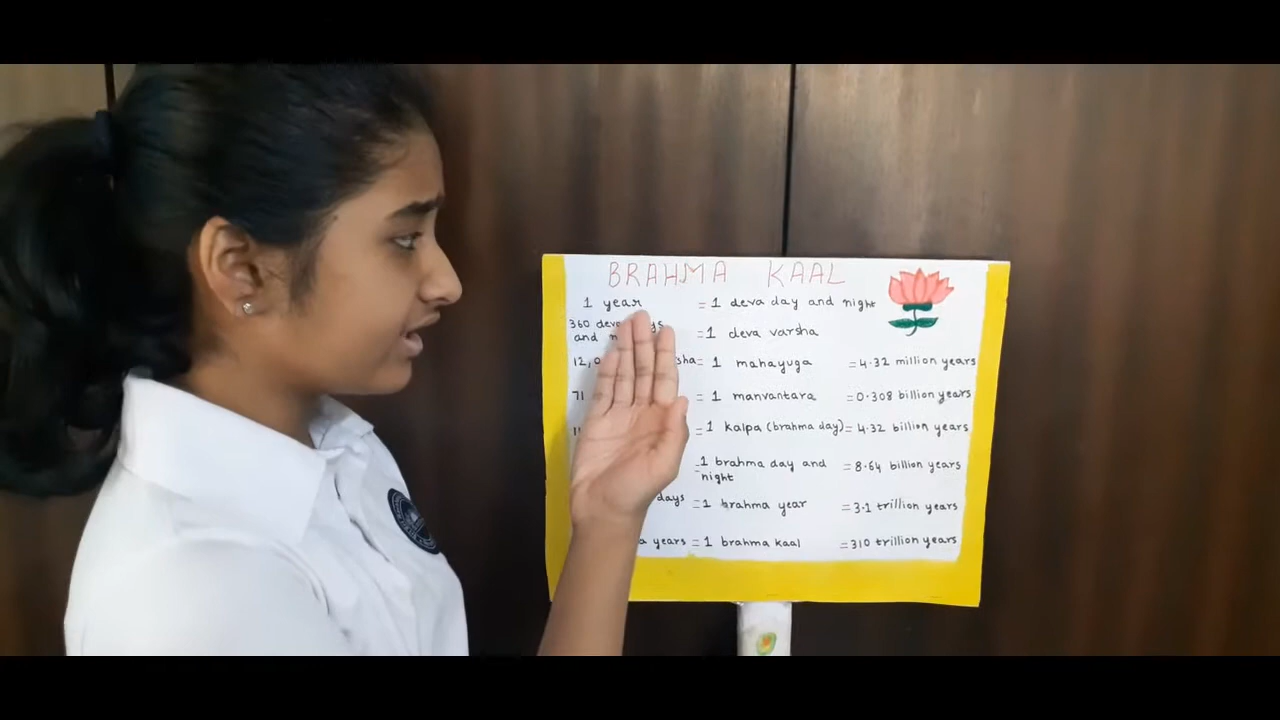 BRAHMA KAAL
1 year = 1 deva day and night
360 deva
and = 1 deva varsha
= 1 mahayuga = 4.32 million years
71 = 1 manvantara = 0.308 billion years
= 1 kalpa (brahma day) = 4.32 billion years
1 brahma day and = 8.64 billion years
night
days = 1 brahma year = 3.1 trillion years
years = 1 brahma kaal = 310 trillion years